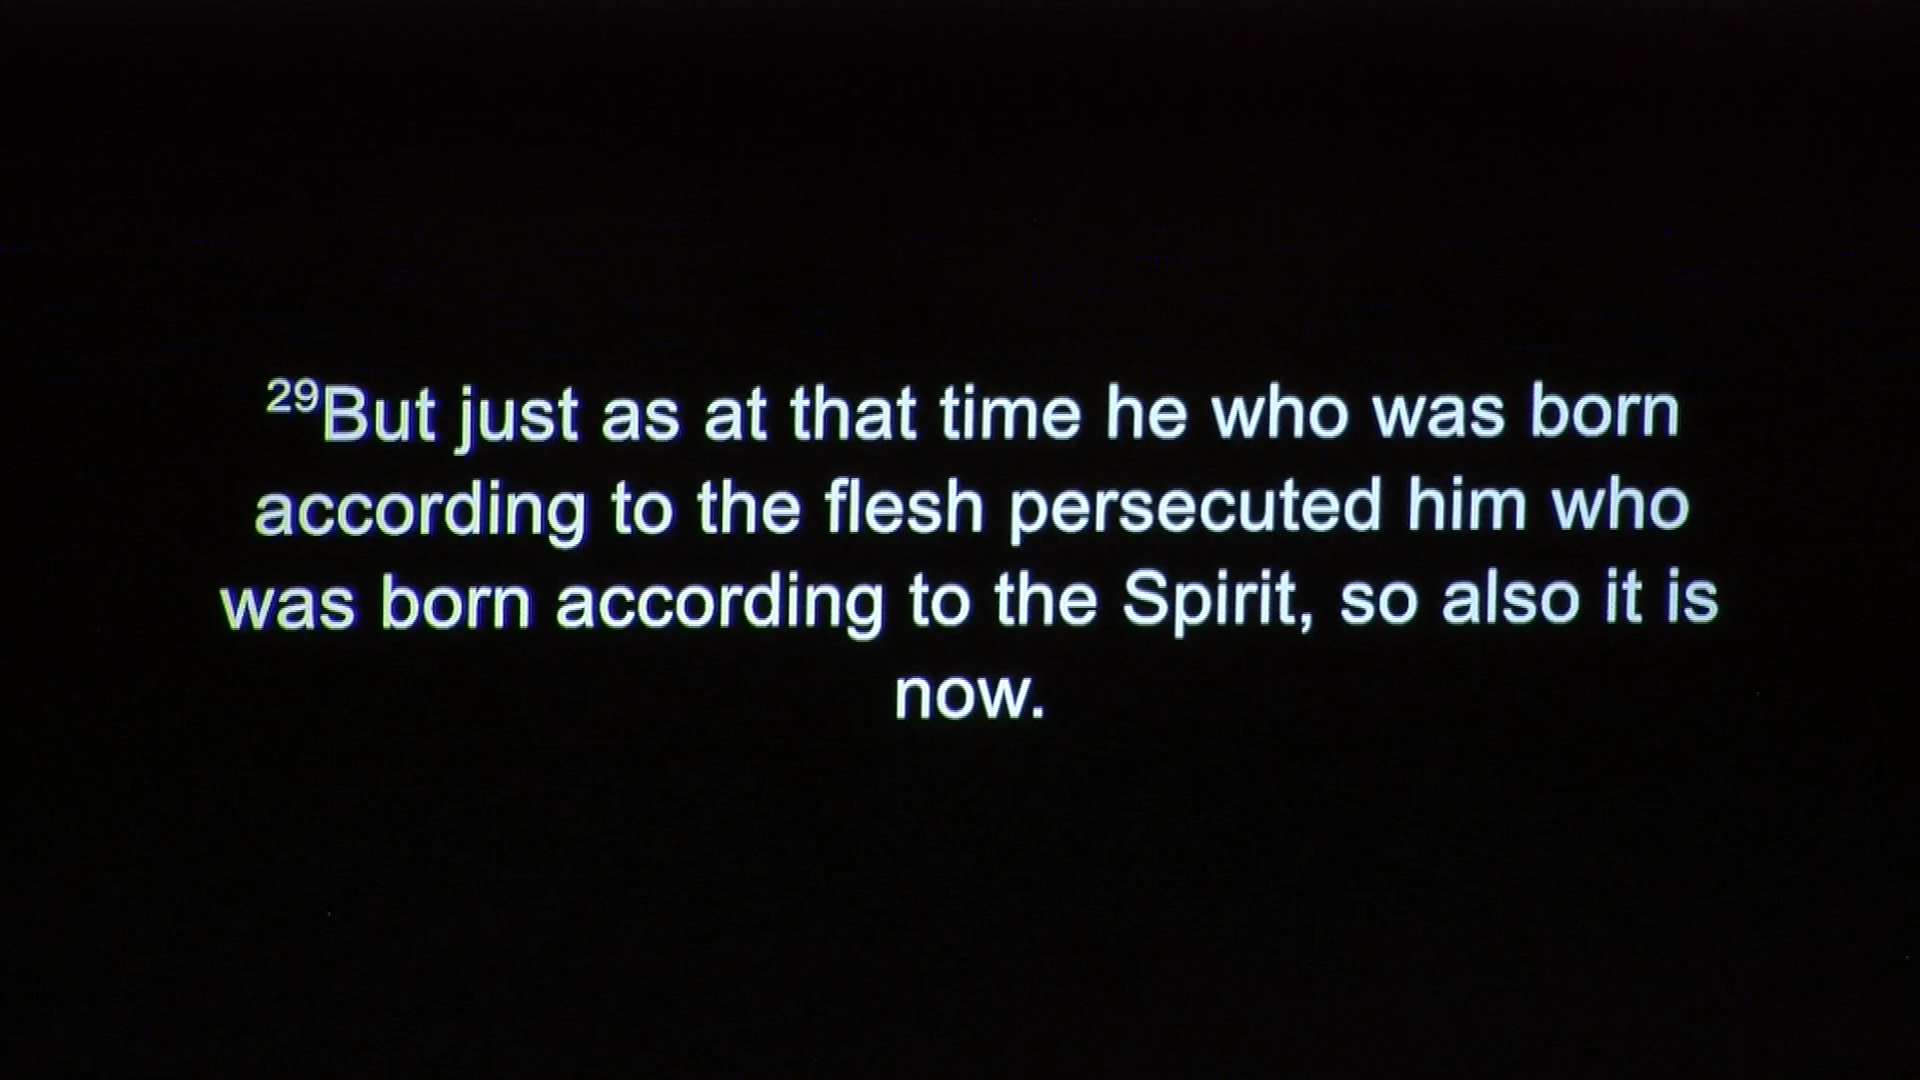 29But just as at that time he who was born
according to the flesh persecuted him who
was born according to the Spirit, so also it is
now.